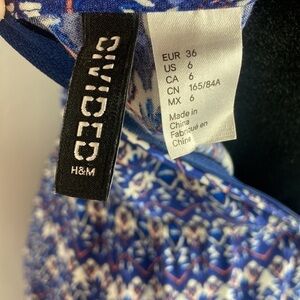 DIVIDED
H&M
EUR 36
US 6
CA 6
CN 165/84A
MX 6
Made in
China
Fabriqué en
Chine